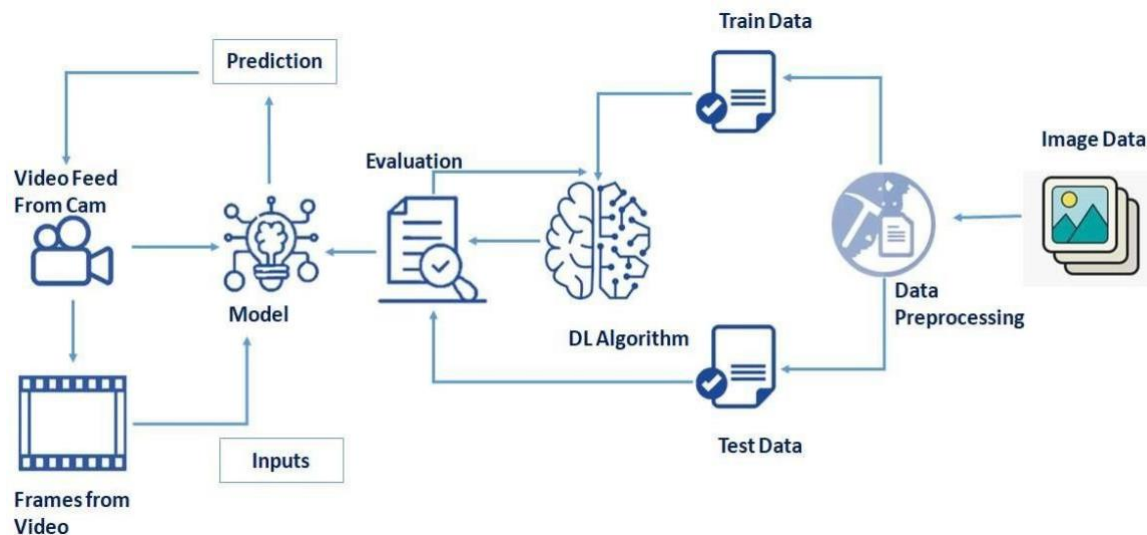 Train Data
Prediction
Image Data
Evaluation
Video Feed
From Cam
Data
Preprocessing
Model
DL Algorithm
Test Data
Inputs
Frames from
Video